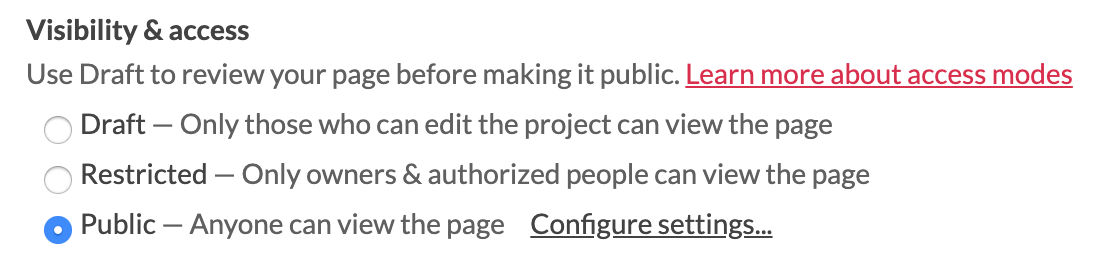 Visibility & access
Use Draft to review your page before making it public. Learn more about access modes
Draft — Only those who can edit the project can view the page
Restricted — Only owners & authorized people can view the page
Public — Anyone can view the page Configure settings...